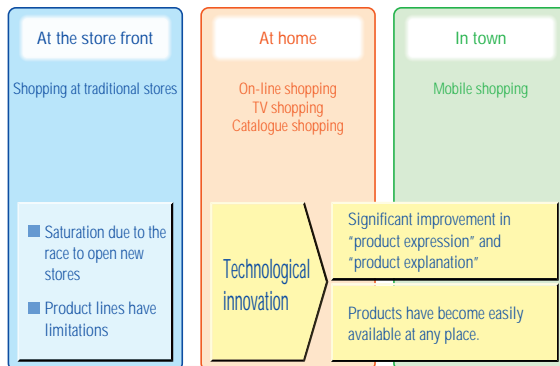 At the store front
Shopping at traditional stores
Saturation due to the
race to open new
stores
Product lines have
limitations
At home
On-line shopping
TV shopping
Catalogue shopping
Technological
innovation
In town
Mobile shopping
Significant improvement in
“product expression” and
“product explanation”
Products have become easily
available at any place.